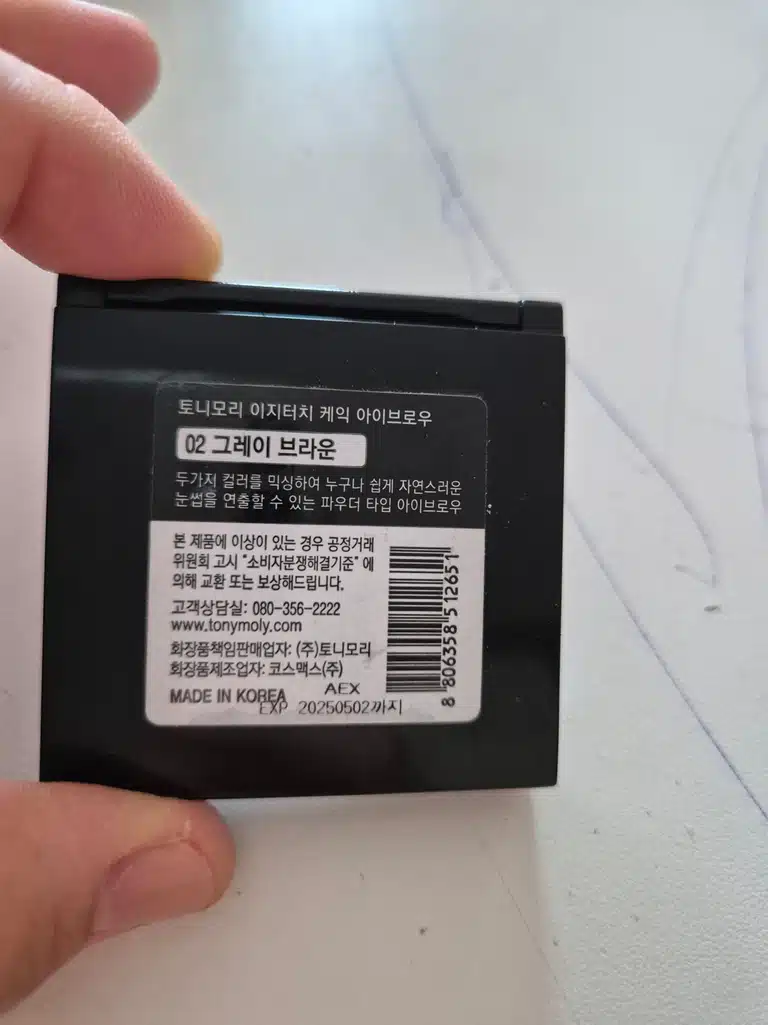 토니모리 이지터치 케익 아이브로우
02 그레이 브라운
두가지 컬러를 믹싱하여 누구나 쉽게 자연스러운
눈썹을 연출할 수 있는 파우더 타입 아이브로우
본 제품에 이상이 있는 경우 공정거래
위원회 고시 "소비자분쟁해결기준" 에
의해 교환 또는 보상해드립니다.
고객상담실: 080-356-2222
www.tonymoly.com
화장품책임판매업자: (주)토니모리
화장품제조업자: 코스맥스(주)
MADE IN KOREA
AEX
EXP 20250502까지
8 806358 512651